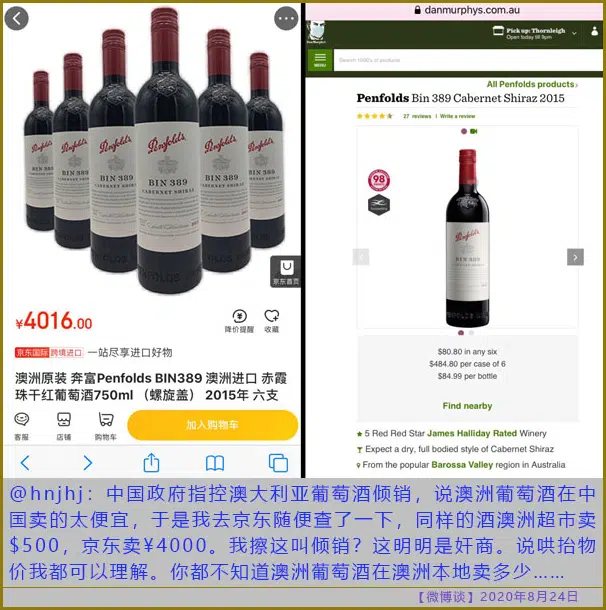 Penfolds
BIN 389
CABERNET SHIRAZ
京东首页
¥4016.00
降价提醒
收藏
京东国际 跨境进口 一站尽享进口好物
澳洲原装 奔富Penfolds BIN389 澳洲进口 赤霞
珠干红葡萄酒750ml （螺旋盖） 2015年 六支
客服
店铺
购物车
加入购物车
danmurphys.com.au
Pick up: Thornleigh
Open today till 8pm
MENU
Search 1000s of products
All Penfolds products
Penfolds Bin 389 Cabernet Shiraz 2015
27 reviews | Write a review
98
$80.80 in any six
$484.80 per case of 6
$84.99 per bottle
Find nearby
5 Red Red Star James Halliday Rated Winery
Expect a dry, full bodied style of Cabernet Shiraz
From the popular Barossa Valley region in Australia
@hnjhj：中国政府指控澳大利亚葡萄酒倾销，说澳洲葡萄酒在中
国卖的太便宜，于是我去京东随便查了一下，同样的酒澳洲超市卖
$500，京东卖¥4000。我擦这叫倾销？这明明是奸商。说哄抬物
价我都可以理解。你都不知道澳洲葡萄酒在澳洲本地卖多少……
【微博谈】2020年8月24日